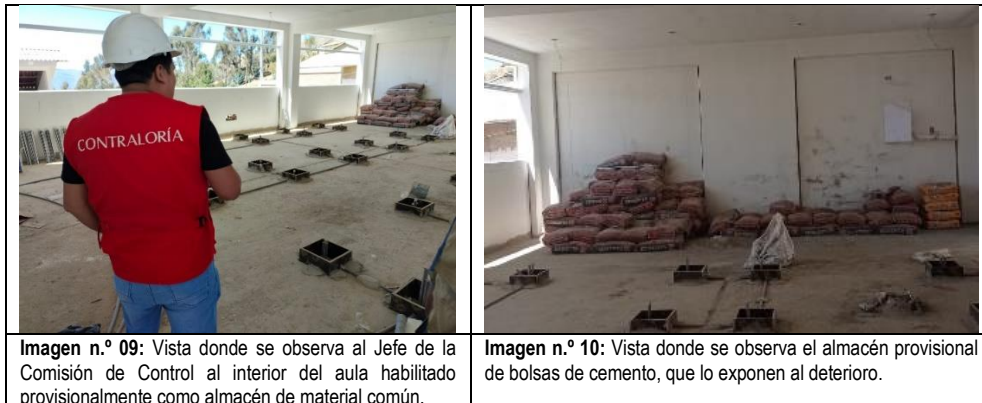 CONTRALORÍA
Imagen n.º 09: Vista donde se observa al Jefe de la
Comisión de Control al interior del aula habilitado
provisionalmente como almacén de material común.
Imagen n.º 10: Vista donde se observa el almacén provisional
de bolsas de cemento, que lo exponen al deterioro.